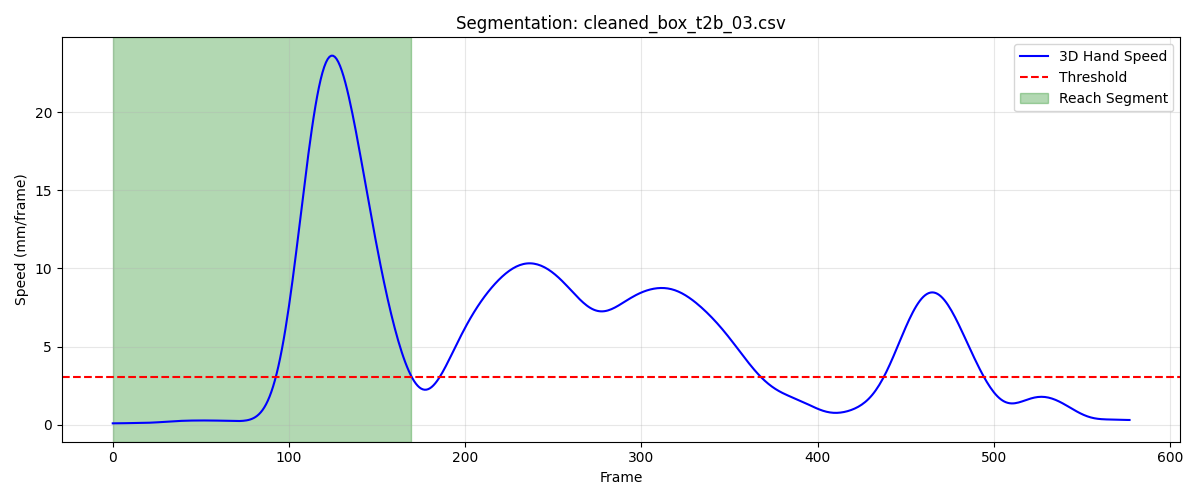 Segmentation: cleaned_box_t2b_03.csv
3D Hand Speed
Threshold
Reach Segment
Speed (mm/frame)
20
15
10
5
0
0 100 200 300 400 500 600
Frame